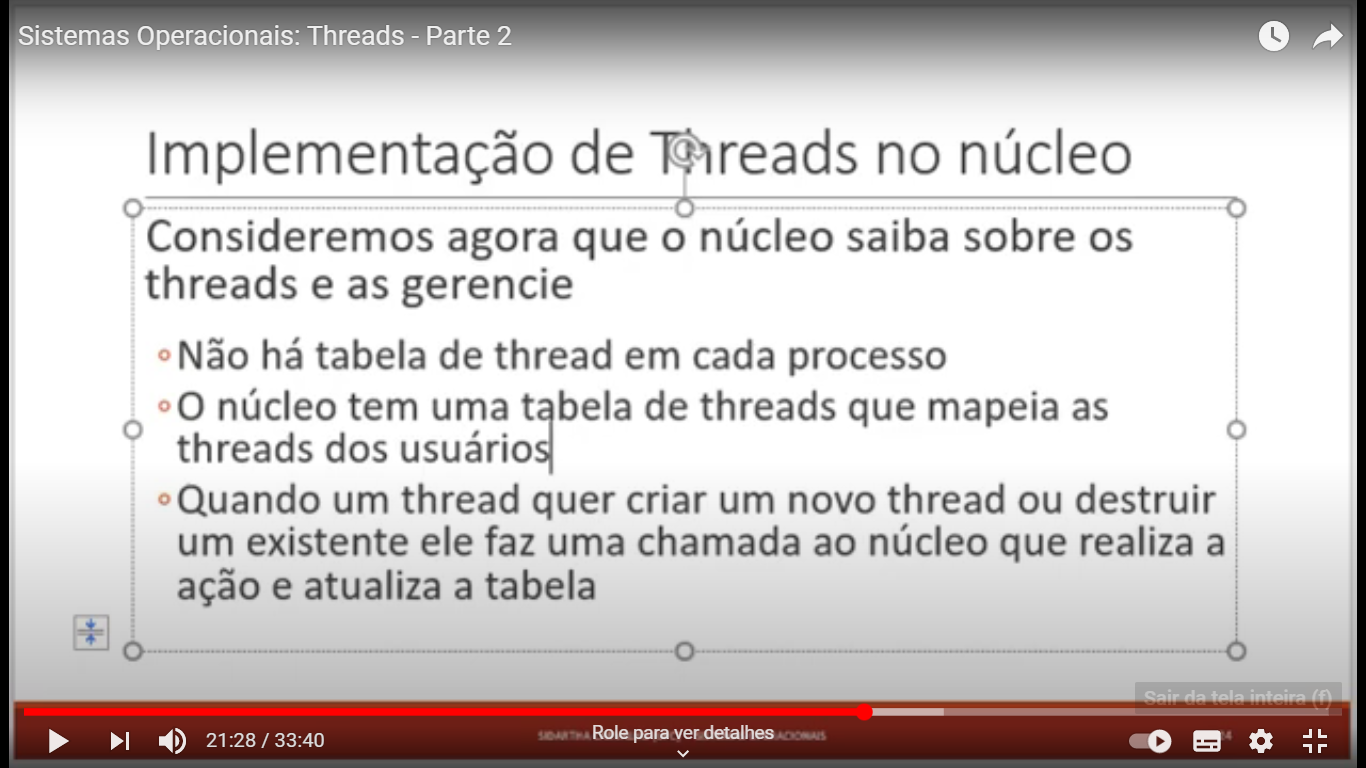 Sistemas Operacionais: Threads - Parte 2
Implementação de Threads no núcleo
Consideremos agora que o núcleo saiba sobre os
threads e as gerencie
Não há tabela de thread em cada processo
O núcleo tem uma tabela de threads que mapeia as
threads dos usuários
Quando um thread quer criar um novo thread ou destruir
um existente ele faz uma chamada ao núcleo que realiza a
ação e atualiza a tabela
Sair da tela inteira (f)
21:28 / 33:40
Role para ver detalhes